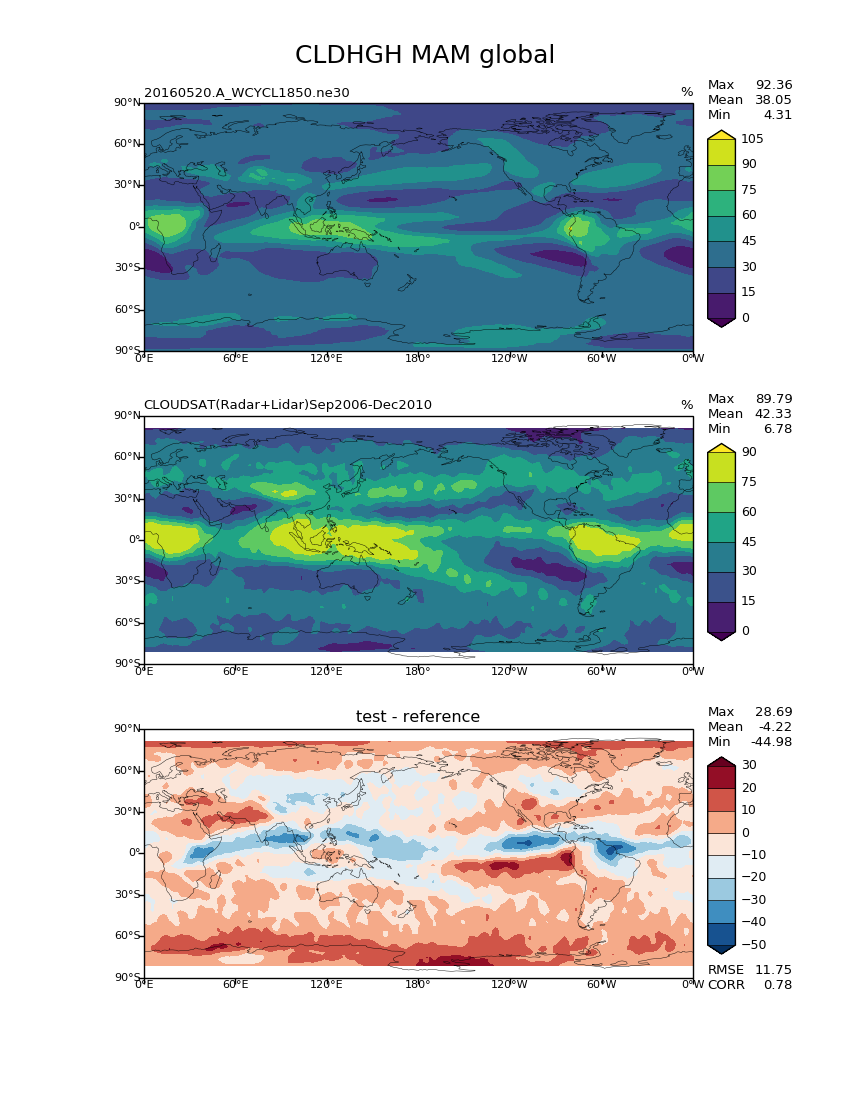 CLDHGH MAM global
20160520.A_WCYCL1850.ne30 %
Max 92.36
Mean 38.05
Min 4.31
90°N
60°N
30°N
0°
30°S
60°S
90°S
0°E 60°E 120°E 180° 120°W 60°W 0°W
105
90
75
60
45
30
15
0
CLOUDSAT(Radar+Lidar)Sep2006-Dec2010 %
Max 89.79
Mean 42.33
Min 6.78
90°N
60°N
30°N
0°
30°S
60°S
90°S
0°E 60°E 120°E 180° 120°W 60°W 0°W
90
75
60
45
30
15
0
test - reference
Max 28.69
Mean -4.22
Min -44.98
90°N
60°N
30°N
0°
30°S
60°S
90°S
0°E 60°E 120°E 180° 120°W 60°W 0°W
30
20
10
0
−10
−20
−30
−40
−50
RMSE 11.75
CORR 0.78